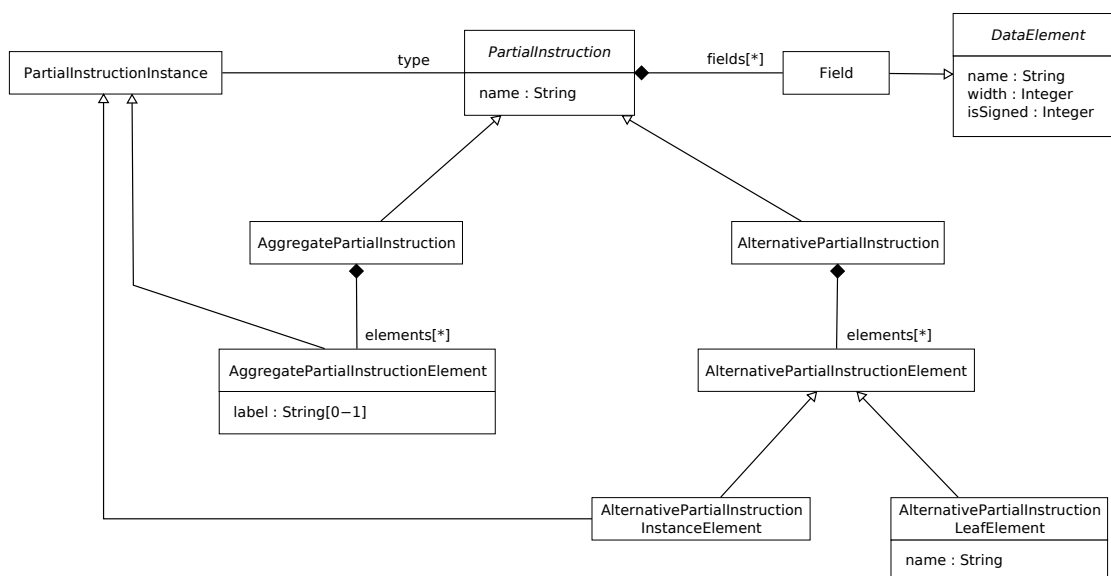 PartialInstructionInstance
type
PartialInstruction
name : String
fields[*]
Field
DataElement
name : String
width : Integer
isSigned : Integer
AggregatePartialInstruction
AlternativePartialInstruction
elements[*]
elements[*]
AggregatePartialInstructionElement
label : String[0−1]
AlternativePartialInstructionElement
AlternativePartialInstruction
InstanceElement
AlternativePartialInstruction
LeafElement
name : String